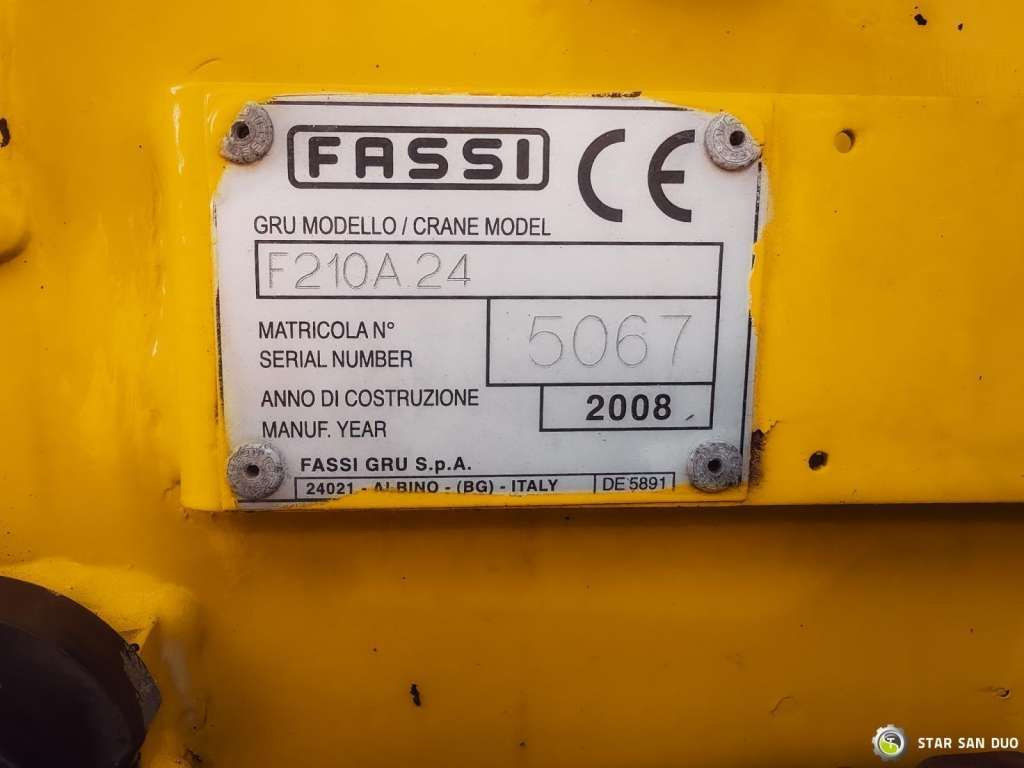 FASSI CE
GRU MODELLO / CRANE MODEL
F210A.24
MATRICOLA N°
SERIAL NUMBER
5067
ANNO DI COSTRUZIONE
MANUF. YEAR
2008
FASSI GRU S.p.A.
24021 - ALBINO - (BG) - ITALY DE 5891
STAR SAN DUO